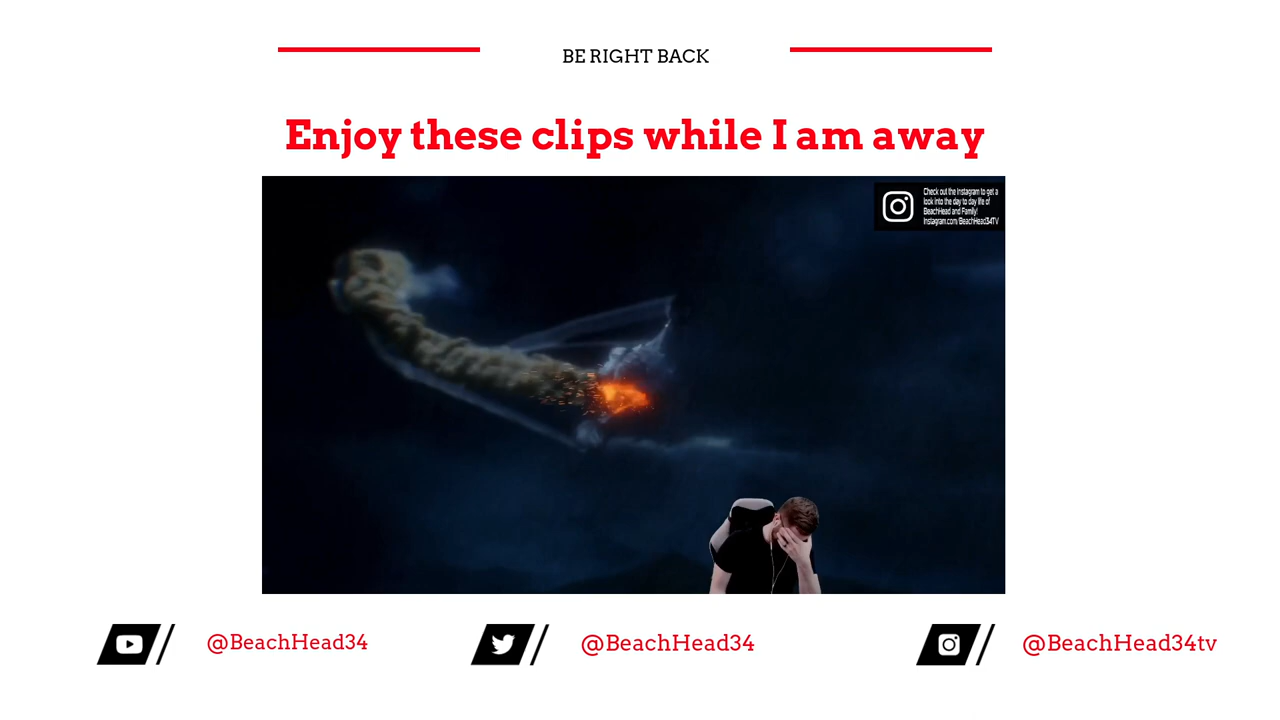 BE RIGHT BACK
Enjoy these clips while I am away
Check out the Instagram to get a
look into the day to day life of
BeachHead and Family!
Instagram.com/BeachHead34TV
@BeachHead34
@BeachHead34
@BeachHead34tv